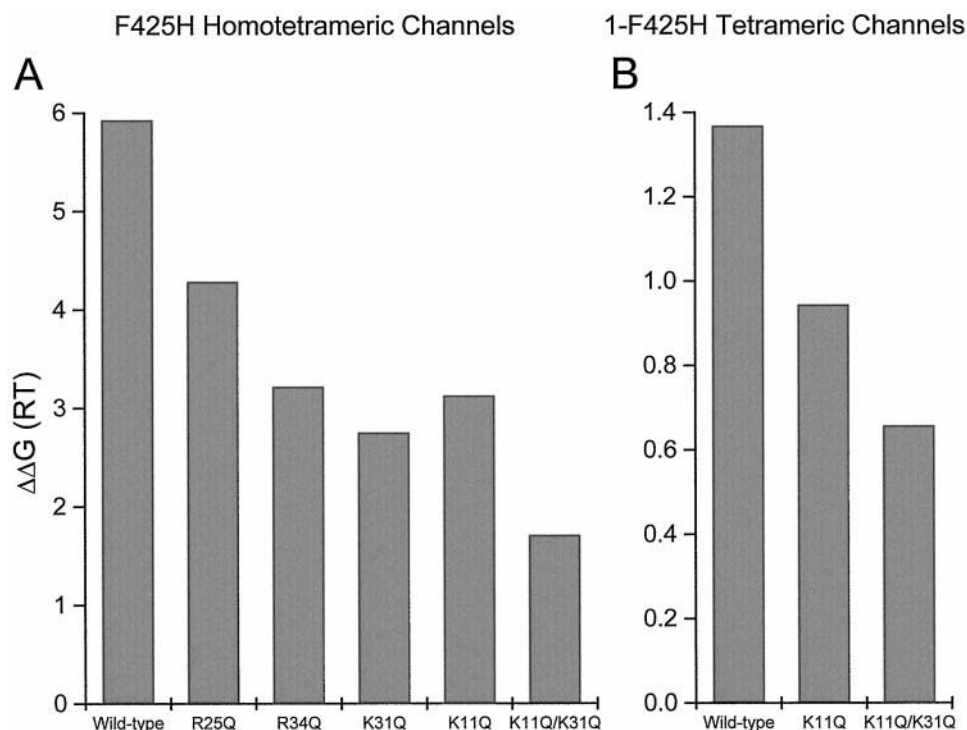 F425H Homotetrameric Channels
1-F425H Tetrameric Channels
A
6
5
4
3
2
1
0
ΔΔG (RT)
Wild-type R25Q R34Q K31Q K11Q K11Q/K31Q
B
1.4
1.2
1.0
0.8
0.6
0.4
0.2
0.0
Wild-type K11Q K11Q/K31Q